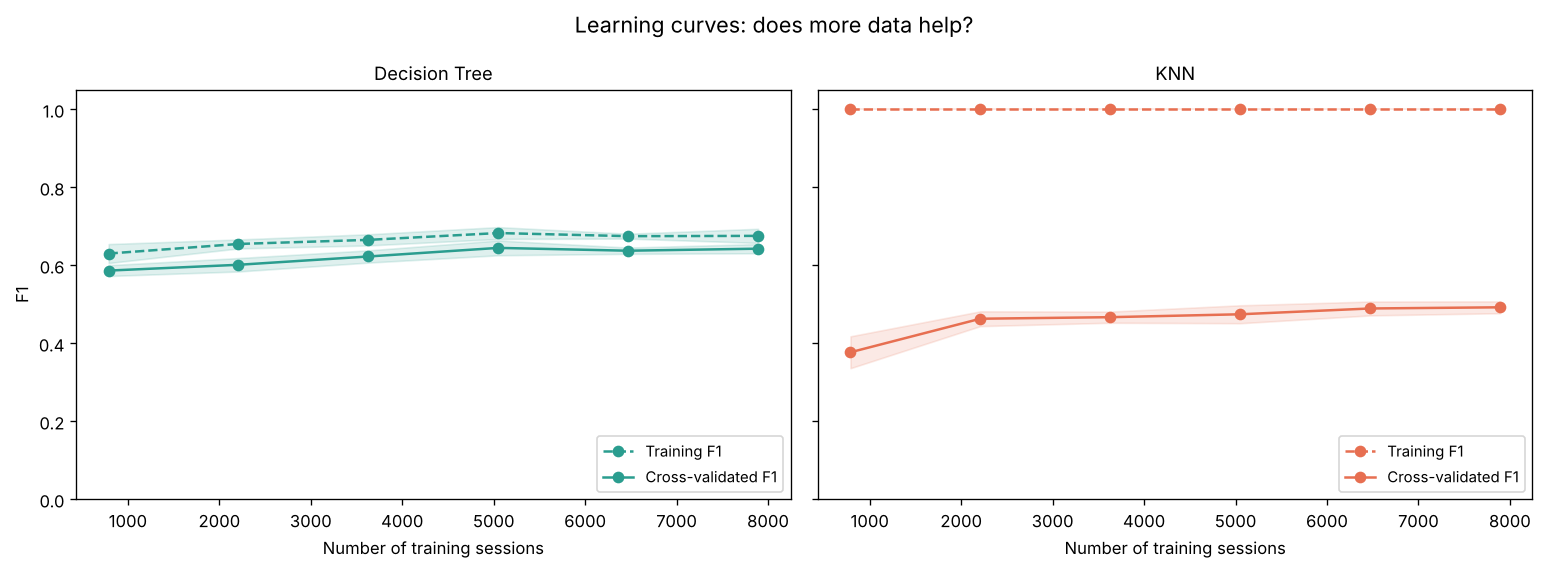 Learning curves: does more data help?
Decision Tree
F1
1.0
0.8
0.6
0.4
0.2
0.0
1000 2000 3000 4000 5000 6000 7000 8000
Number of training sessions
Training F1
Cross-validated F1
KNN
1000 2000 3000 4000 5000 6000 7000 8000
Number of training sessions
Training F1
Cross-validated F1